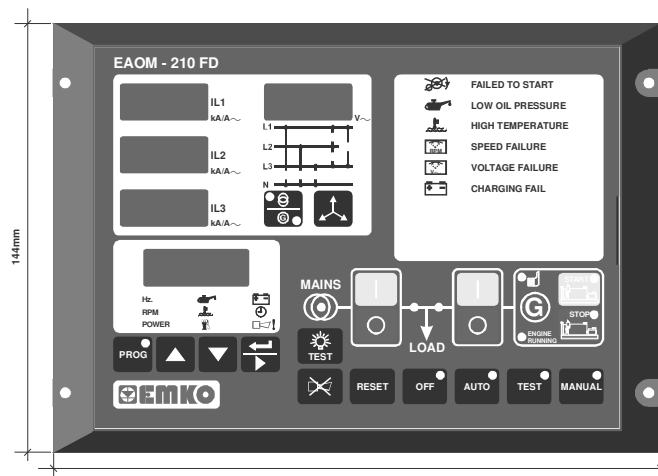 EAOM - 210 FD
IL1
kA/A
IL2
kA/A
IL3
kA/A
V
L1
L2
L3
N
G
FAILED TO START
LOW OIL PRESSURE
HIGH TEMPERATURE
RPM
SPEED FAILURE
V
VOLTAGE FAILURE
CHARGING FAIL
144mm
Hz.
RPM
POWER
!
PROG
MAINS
LOAD
G
START
STOP
ENGINE
RUNNING
TEST
RESET
OFF
AUTO
TEST
MANUAL
EMKO